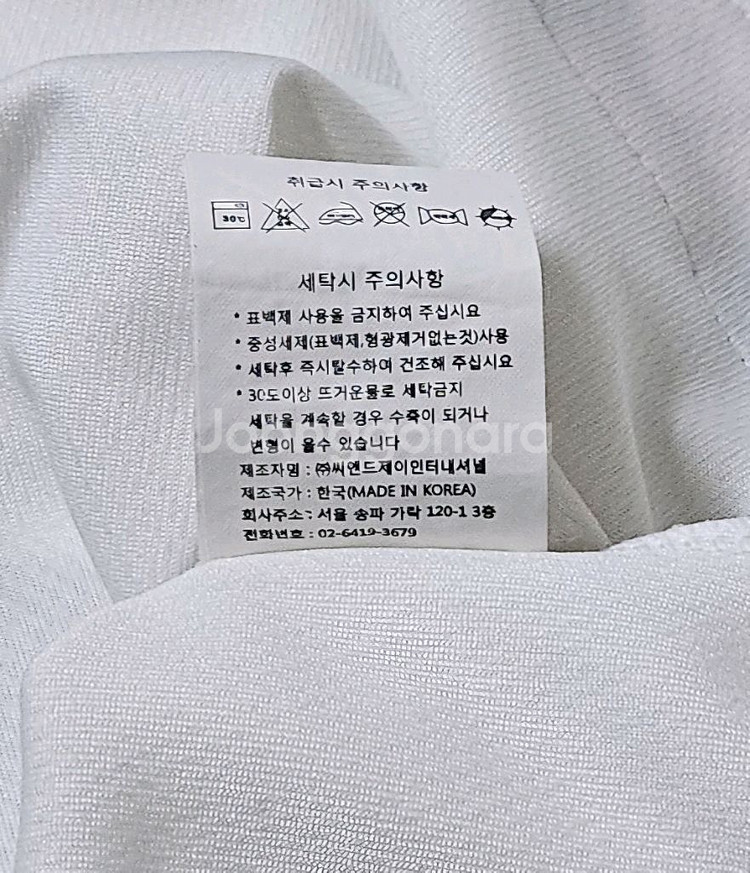 취급시 주의사항
30℃
세탁시 주의사항
* 표백제 사용을 금지하여 주십시요
* 중성세제(표백제,형광제거없는것)사용
* 세탁후 즉시탈수하여 건조해 주십시요
* 30도이상 뜨거운물로 세탁금지
세탁을 계속할 경우 수축이 되거나
변형이 올수 있습니다
제조자명 : ㈜씨앤드제이인터내셔널
제조국가 : 한국(MADE IN KOREA)
회사주소 : 서울 송파 가락 120-1 3층
전화번호 : 02-6419-3679
Joonggonara